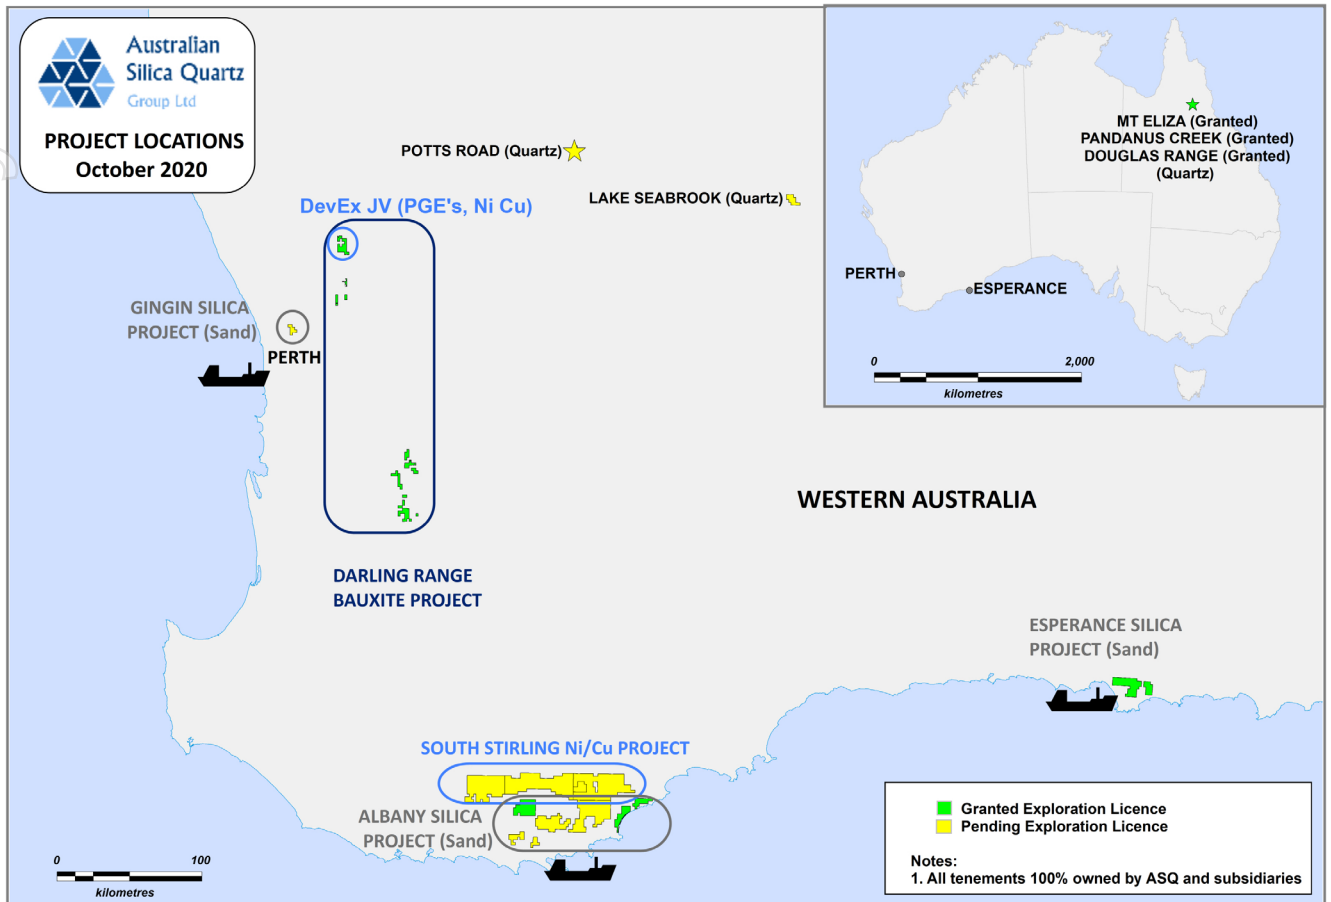 Australian
Silica Quartz
Group Ltd
PROJECT LOCATIONS
October 2020
POTTS ROAD (Quartz)
LAKE SEABROOK (Quartz)
DevEx JV (PGE's, Ni Cu)
GINGIN SILICA
PROJECT (Sand)
PERTH
DARLING RANGE
BAUXITE PROJECT
WESTERN AUSTRALIA
ESPERANCE SILICA
PROJECT (Sand)
SOUTH STIRLING Ni/Cu PROJECT
ALBANY SILICA
PROJECT (Sand)
0 100
kilometres
MT ELIZA (Granted)
PANDANUS CREEK (Granted)
DOUGLAS RANGE (Granted)
(Quartz)
PERTH
ESPERANCE
0 2,000
kilometres
Granted Exploration Licence
Pending Exploration Licence
Notes:
1. All tenements 100% owned by ASQ and subsidiaries